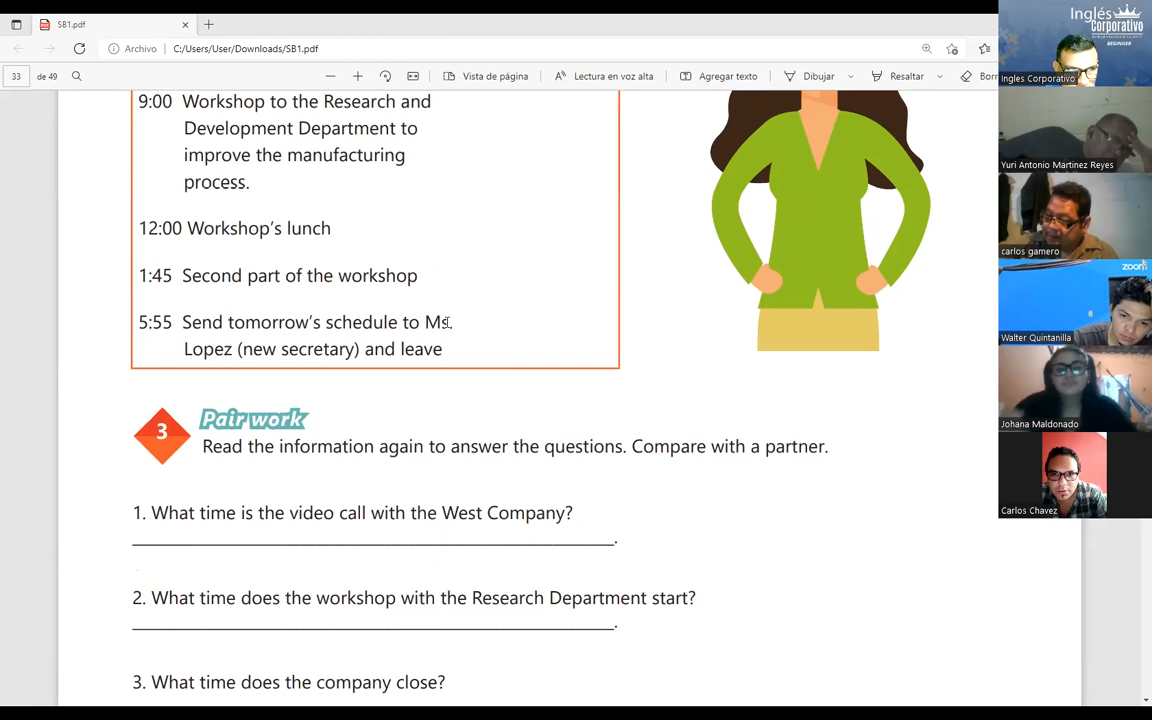 SB1.pdf
Archivo
C:/Users/User/Downloads/SB1.pdf
33
de 49
Vista de página
Lectura en voz alta
Agregar texto
Dibujar
Resaltar
Borr
9:00 Workshop to the Research and
Development Department to
improve the manufacturing
process.
12:00 Workshop's lunch
1:45 Second part of the workshop
5:55 Send tomorrow's schedule to Ms.
Lopez (new secretary) and leave
3
Pair work
Read the information again to answer the questions. Compare with a partner.
1. What time is the video call with the West Company?
2. What time does the workshop with the Research Department start?
3. What time does the company close?
Inglés
Corporativo
BEGINNER
Ingles Corporativo
Yuri Antonio Martinez Reyes
carlos gamero
zoom
Walter Quintanilla
Johana Maldonado
Carlos Chavez